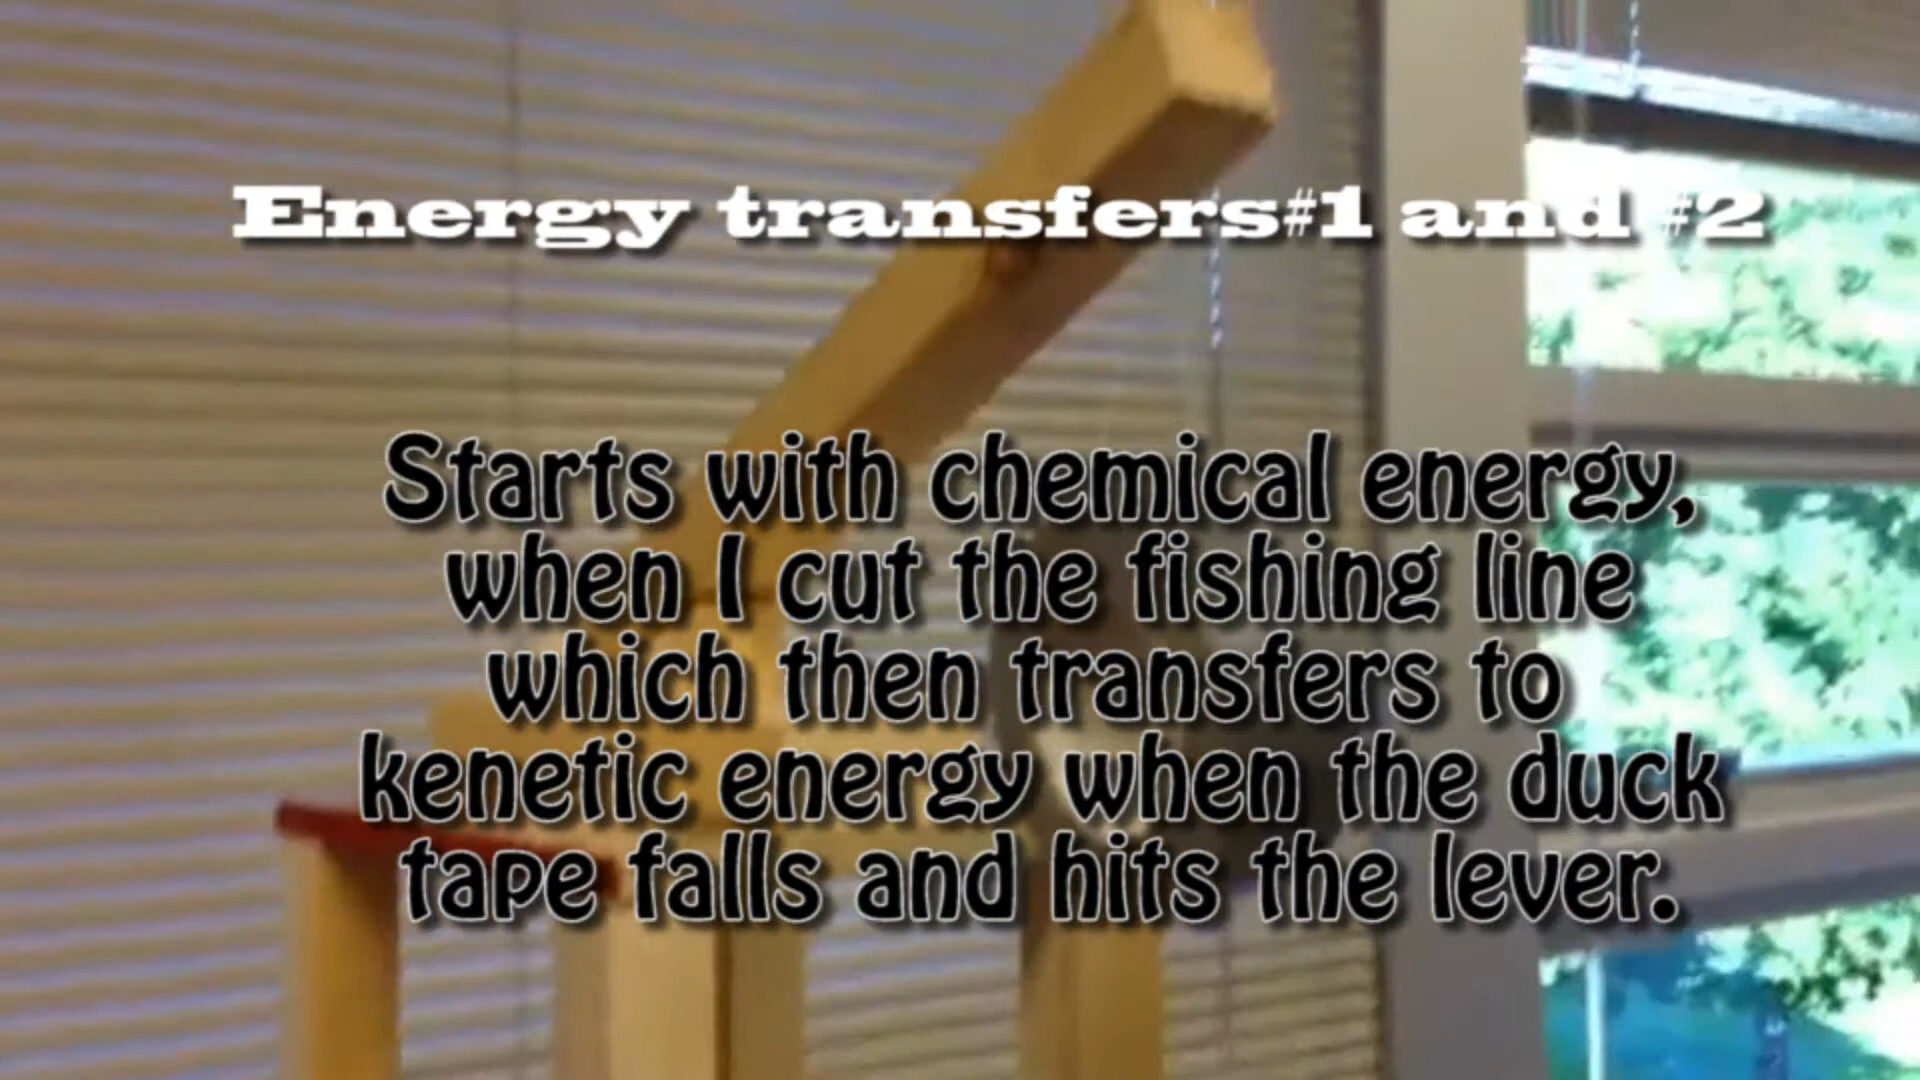 Energy transfers#1 and #2
Starts with chemical energy,
when I cut the fishing line
which then transfers to
kenetic energy when the duck
tape falls and hits the lever.